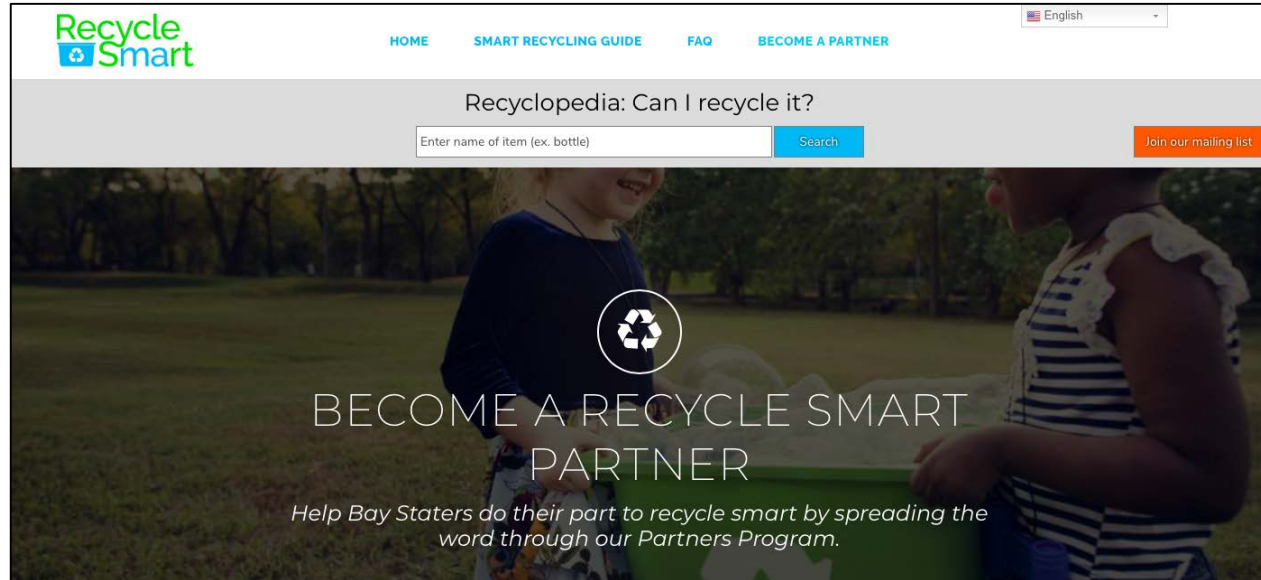 Recycle
Smart
English
HOME SMART RECYCLING GUIDE FAQ BECOME A PARTNER
Recyclopedia: Can I recycle it?
Enter name of item (ex. bottle) Search Join our mailing list
BECOME A RECYCLE SMART
PARTNER
Help Bay Staters do their part to recycle smart by spreading the
word through our Partners Program.